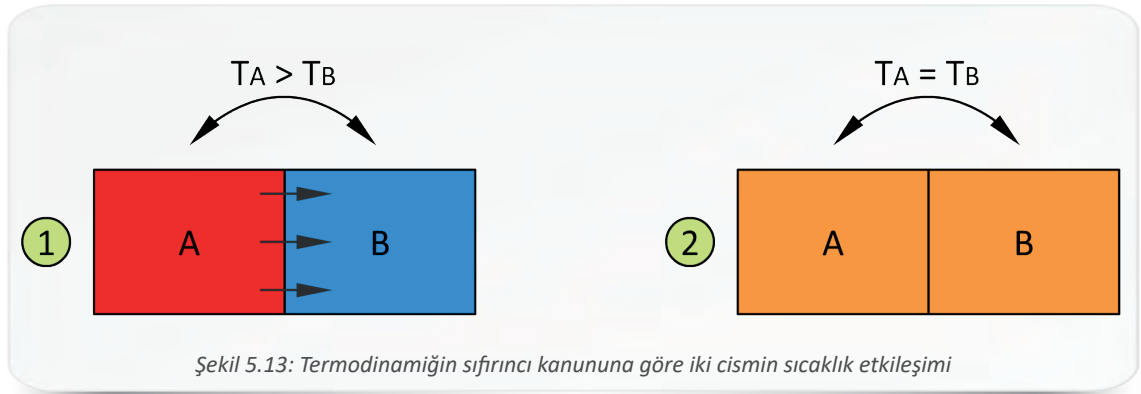 TA > TB
TA = TB
1
A
B
2
A
B
Şekil 5.13: Termodinamiğin sıfırıncı kanununa göre iki cismin sıcaklık etkileşimi